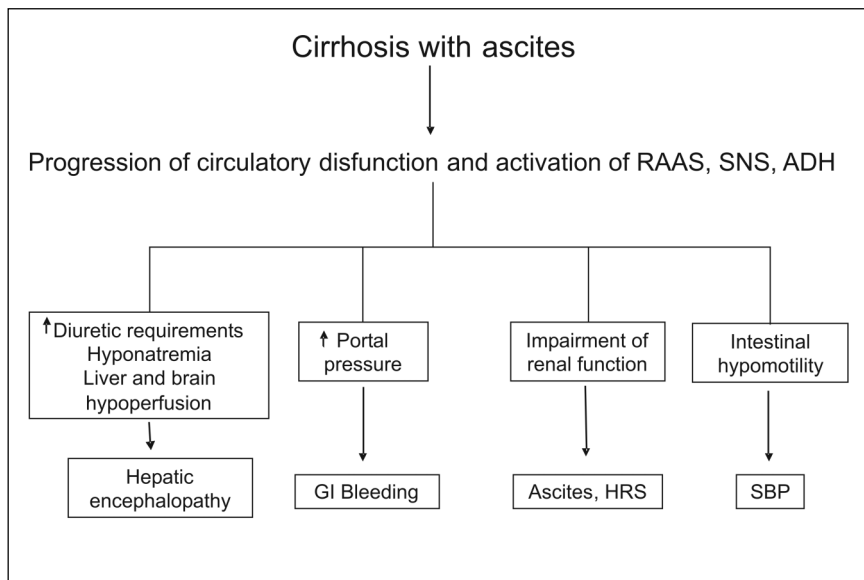 Cirrhosis with ascites
Progression of circulatory disfunction and activation of RAAS, SNS, ADH
Diuretic requirements
Hyponatremia
Liver and brain
hypoperfusion
Portal
pressure
Impairment of
renal function
Intestinal
hypomotility
Hepatic
encephalopathy
GI Bleeding
Ascites, HRS
SBP